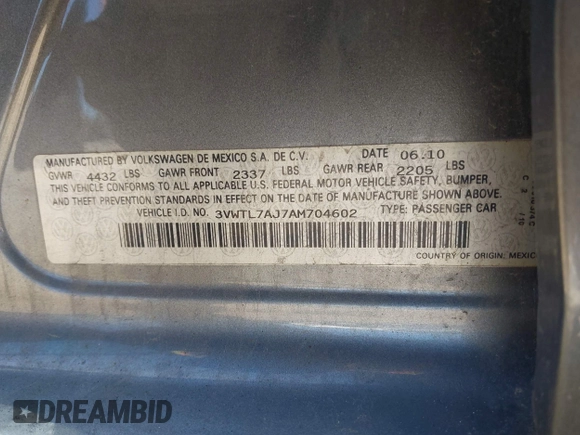 MANUFACTURED BY VOLKSWAGEN DE MEXICO S.A. DE C.V. DATE 06.10
GVWR 4432 LBS GAWR FRONT 2337 LBS GAWR REAR 2205 LBS
THIS VEHICLE CONFORMS TO ALL APPLICABLE U.S. FEDERAL MOTOR VEHICLE SAFETY, BUMPER,
AND THEFT PREVENTION STANDARDS IN EFFECT ON THE DATE OF MANUFACTURE SHOWN ABOVE.
VEHICLE I.D. NO. 3VWTL7AJ7AM704602 TYPE: PASSENGER CAR
COUNTRY OF ORIGIN: MEXICO
DREAMBID